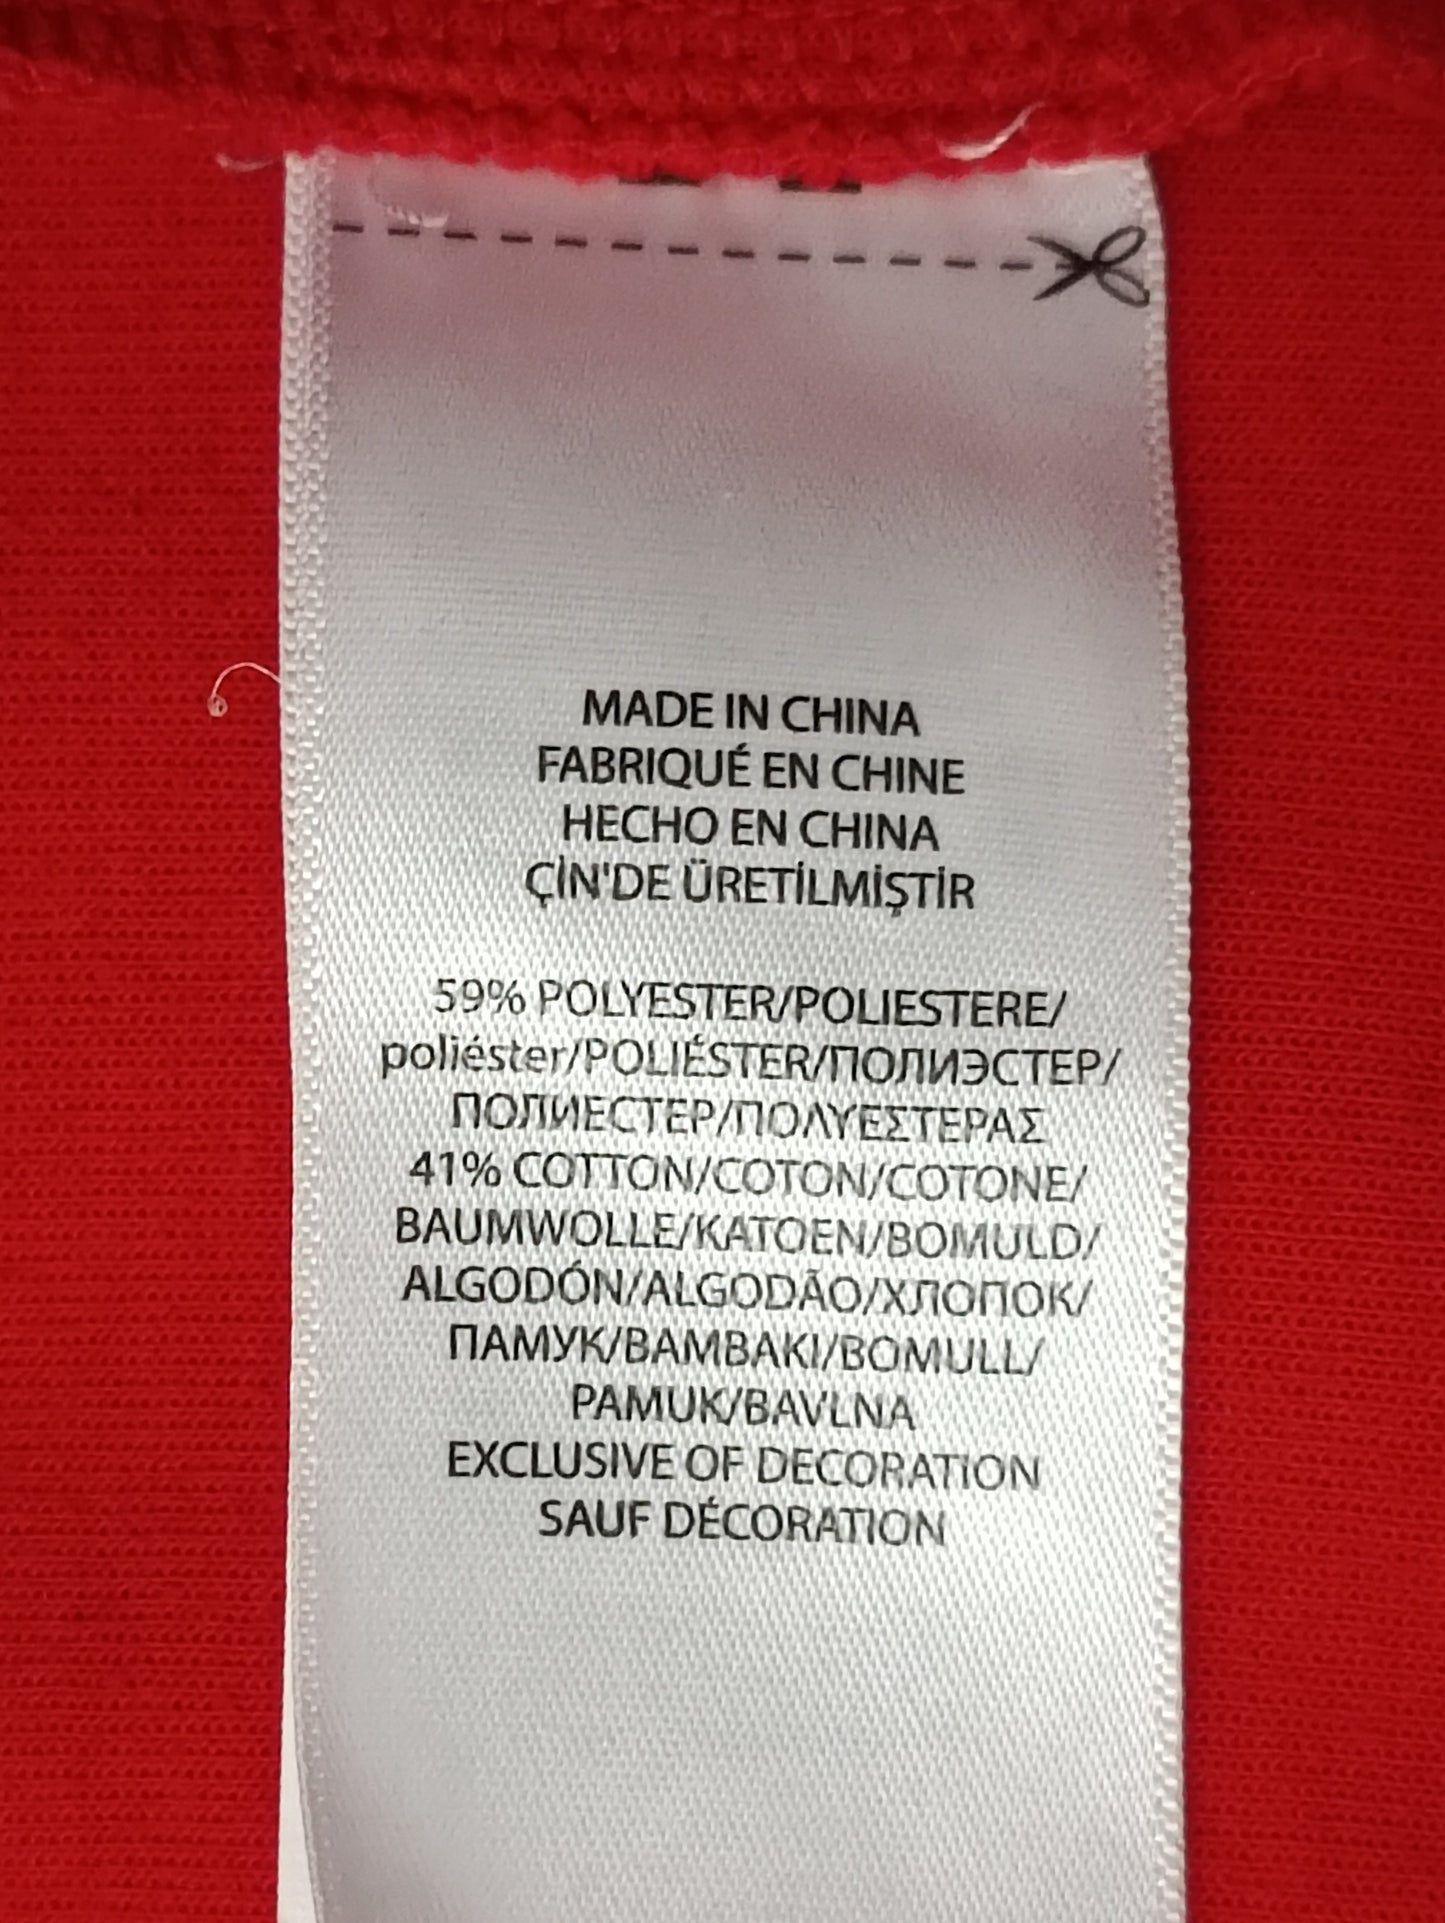 MADE IN CHINA
FABRIQUÉ EN CHINE
HECHO EN CHINA
ÇİN'DE ÜRETİLMİŞTİR
59% POLYESTER/POLIESTERE/
poliéster/POLIÉSTER/ПОЛИЭСТЕР/
ПОЛИЕСТЕР/ΠΟΛΥΕΣΤΕΡΑΣ
41% COTTON/COTON/COTONE/
BAUMWOLLE/KATOEN/BOMULD/
ALGODÓN/ALGODÃO/ХЛОПОК/
ПАМУК/BAMBAKI/BOMULL/
PAMUK/BAVLNA
EXCLUSIVE OF DECORATION
SAUF DÉCORATION